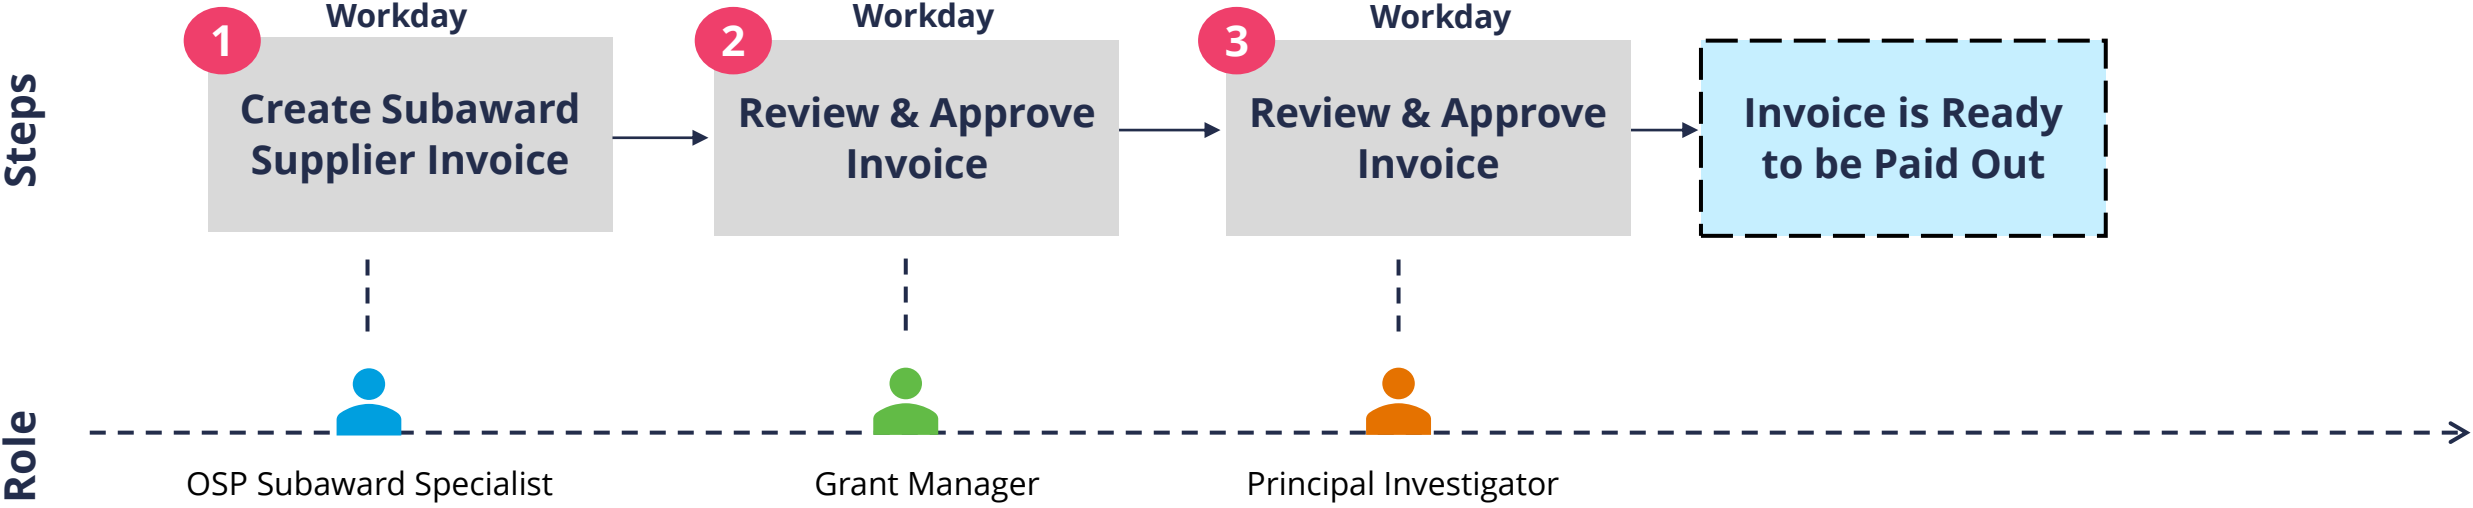 Steps
1
Workday
Create Subaward
Supplier Invoice
2
Workday
Review & Approve
Invoice
3
Workday
Review & Approve
Invoice
Invoice is Ready
to be Paid Out
Role
OSP Subaward Specialist
Grant Manager
Principal Investigator